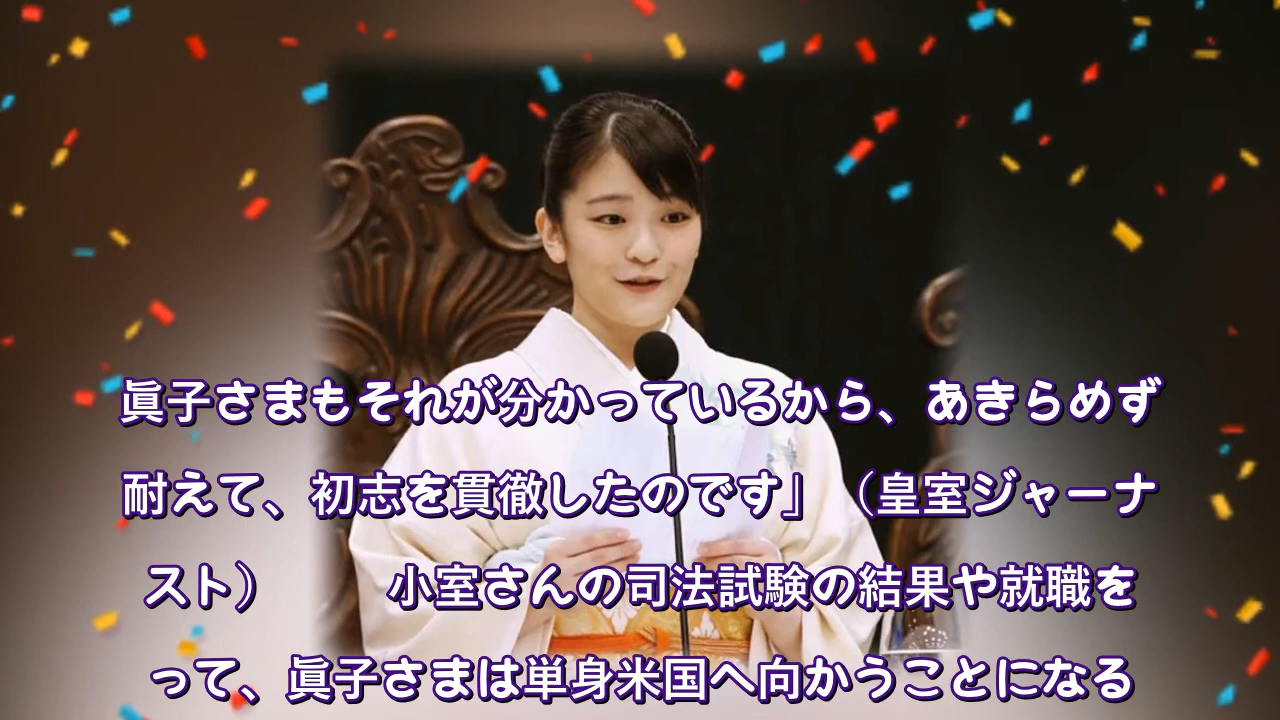 眞子さまもそれが分かっているから、あきらめず
耐えて、初志を貫徹したのです」（皇室ジャーナ
スト）　　小室さんの司法試験の結果や就職を
って、眞子さまは単身米国へ向かうことになる